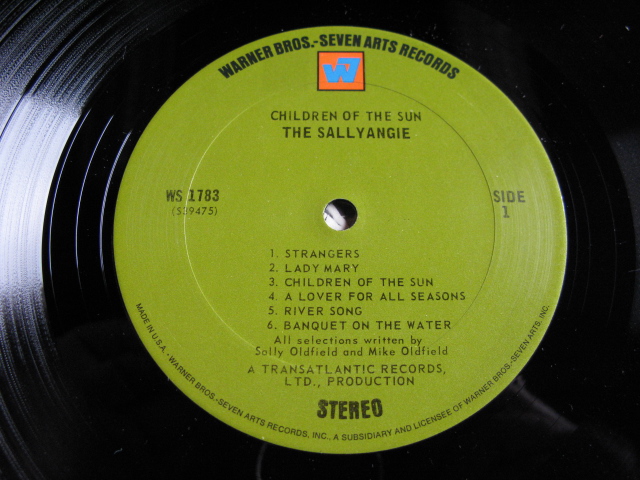 WARNER BROS.-SEVEN ARTS RECORDS
W7
CHILDREN OF THE SUN
THE SALLYANGIE
WS 1783
(S39475)
SIDE
1
1. STRANGERS
2. LADY MARY
3. CHILDREN OF THE SUN
4. A LOVER FOR ALL SEASONS
5. RIVER SONG
6. BANQUET ON THE WATER
All selections written by
Sally Oldfield and Mike Oldfield
A TRANSATLANTIC RECORDS,
LTD., PRODUCTION
STEREO
MADE IN U.S.A. WARNER BROS.-SEVEN ARTS RECORDS, INC., A SUBSIDIARY AND LICENSEE OF WARNER BROS.-SEVEN ARTS, INC.